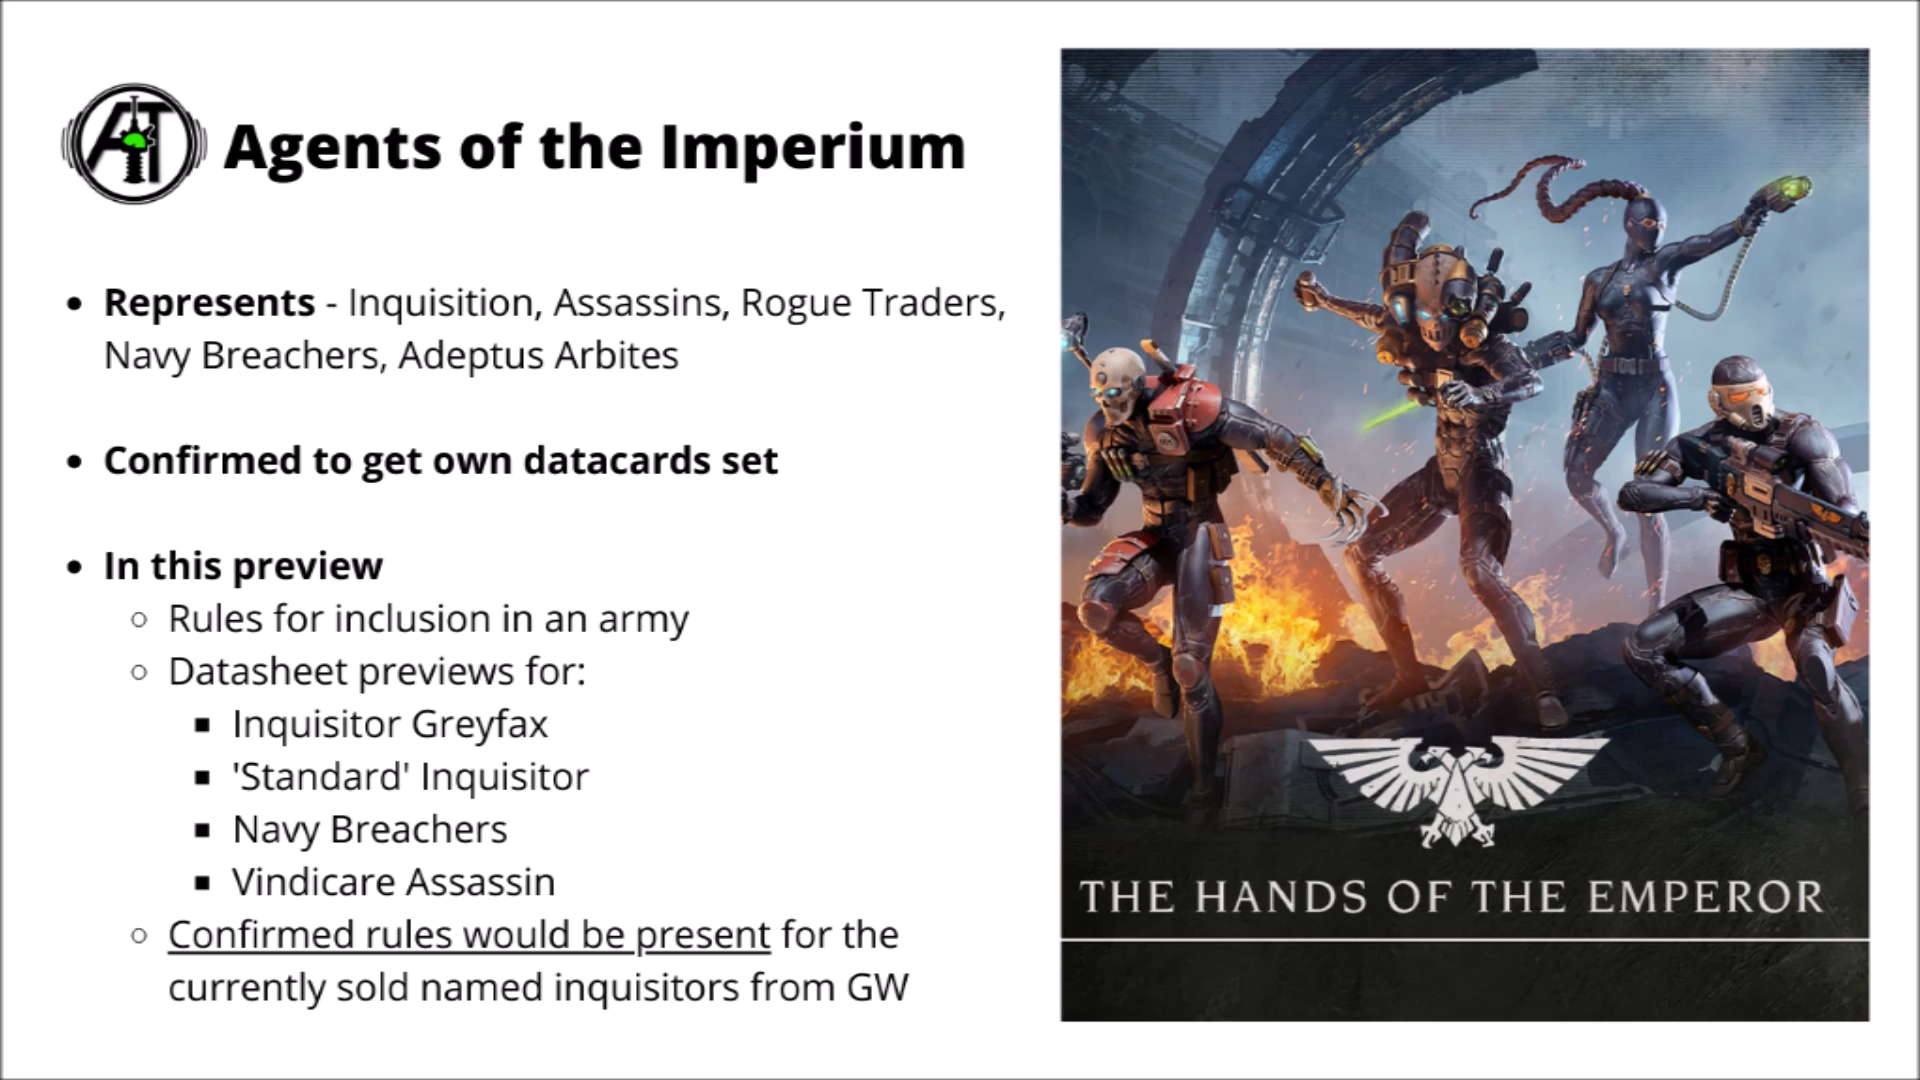 AT
Agents of the Imperium
• Represents - Inquisition, Assassins, Rogue Traders,
Navy Breachers, Adeptus Arbites
• Confirmed to get own datacards set
• In this preview
○ Rules for inclusion in an army
○ Datasheet previews for:
■ Inquisitor Greyfax
■ 'Standard' Inquisitor
■ Navy Breachers
■ Vindicare Assassin
○ Confirmed rules would be present for the
currently sold named inquisitors from GW
THE HANDS OF THE EMPEROR